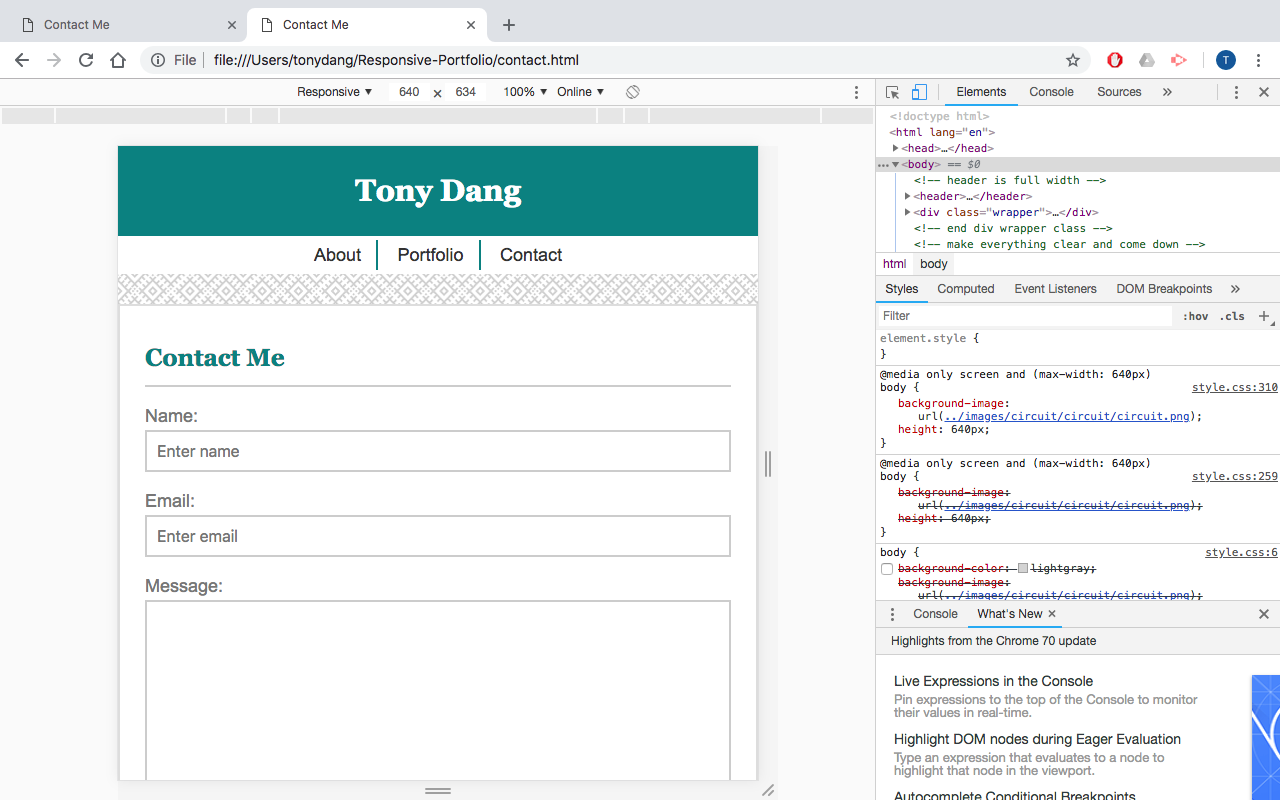 Contact Me
Contact Me
File file:///Users/tonydang/Responsive-Portfolio/contact.html T
Responsive ▼ 640 × 634 100% ▼ Online ▼
Elements Console Sources »
<!doctype html>
<html lang="en">
▶<head>…</head>
…▼<body> == $0
<!-- header is full width -->
▶<header>…</header>
▶<div class="wrapper">…</div>
<!-- end div wrapper class -->
<!-- make everything clear and come down -->
html body
Styles Computed Event Listeners DOM Breakpoints »
Filter :hov .cls +
element.style {
}
@media only screen and (max-width: 640px)
body { style.css:310
background-image:
url(../images/circuit/circuit/circuit.png);
height: 640px;
}
@media only screen and (max-width: 640px)
body { style.css:259
background-image:
url(../images/circuit/circuit/circuit.png);
height: 640px;
}
body { style.css:6
background-color: lightgray;
background-image:
url(../images/circuit/circuit/circuit.png);
Console What's New ×
Highlights from the Chrome 70 update
Live Expressions in the Console
Pin expressions to the top of the Console to monitor
their values in real-time.
Highlight DOM nodes during Eager Evaluation
Type an expression that evaluates to a node to
highlight that node in the viewport.
Autocomplete Conditional Breakpoints
Tony Dang
About Portfolio Contact
Contact Me
Name:
Enter name
Email:
Enter email
Message: